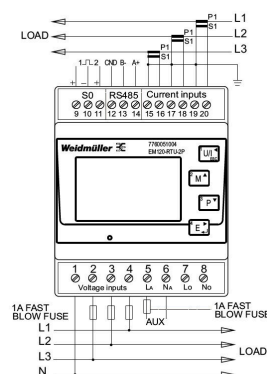 P1
L1
S1
P1
LOAD
L2
S1
P1
L3
S1
1 2 GND B- A+
+ - +
S0 RS485 Current inputs
9 10 11 12 13 14 15 16 17 18 19 20
Weidmüller
7760051004
EM120-RTU-2P
U/I
ESC
M
P
E
1 2 3 4 5 6 7 8
Voltage inputs LA NA Lo No
1A FAST
BLOW FUSE
AUX
1A FAST
BLOW FUSE
L1
L2
LOAD
L3
N